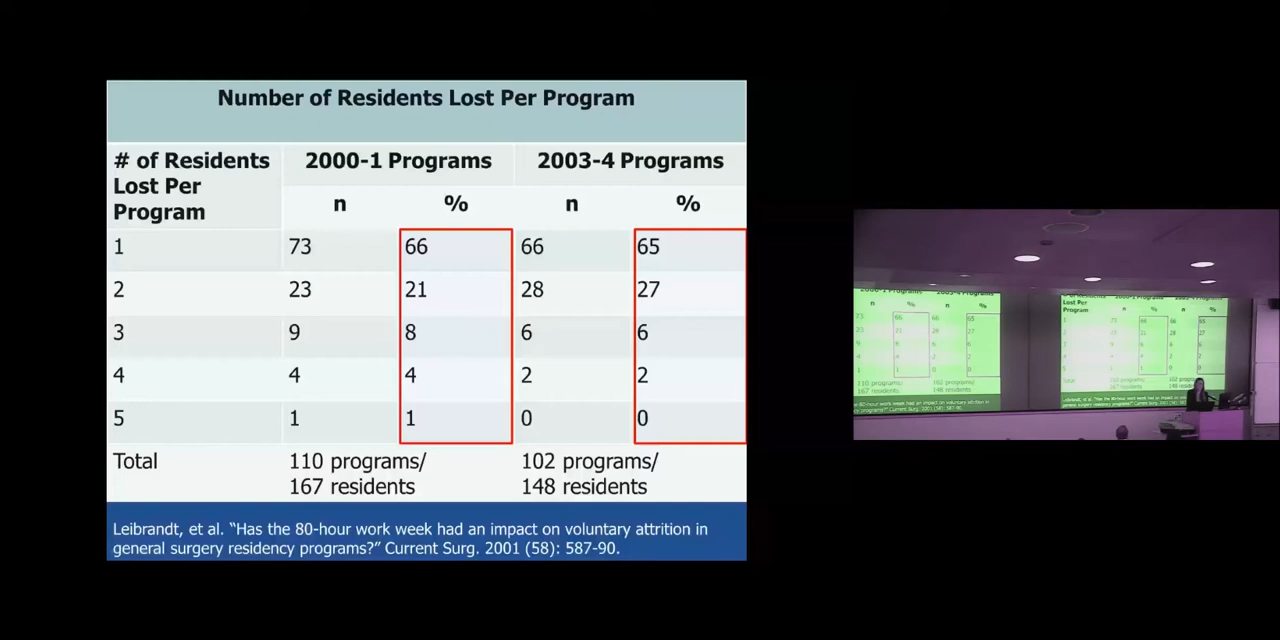 Number of Residents Lost Per Program
# of Residents Lost Per Program
2000-1 Programs
2003-4 Programs
n % n %
1 73 66 66 65
2 23 21 28 27
3 9 8 6 6
4 4 4 2 2
5 1 1 0 0
Total 110 programs/ 102 programs/
167 residents 148 residents
Leibrandt, et al. “Has the 80-hour work week had an impact on voluntary attrition in
general surgery residency programs?” Current Surg. 2001 (58): 587-90.